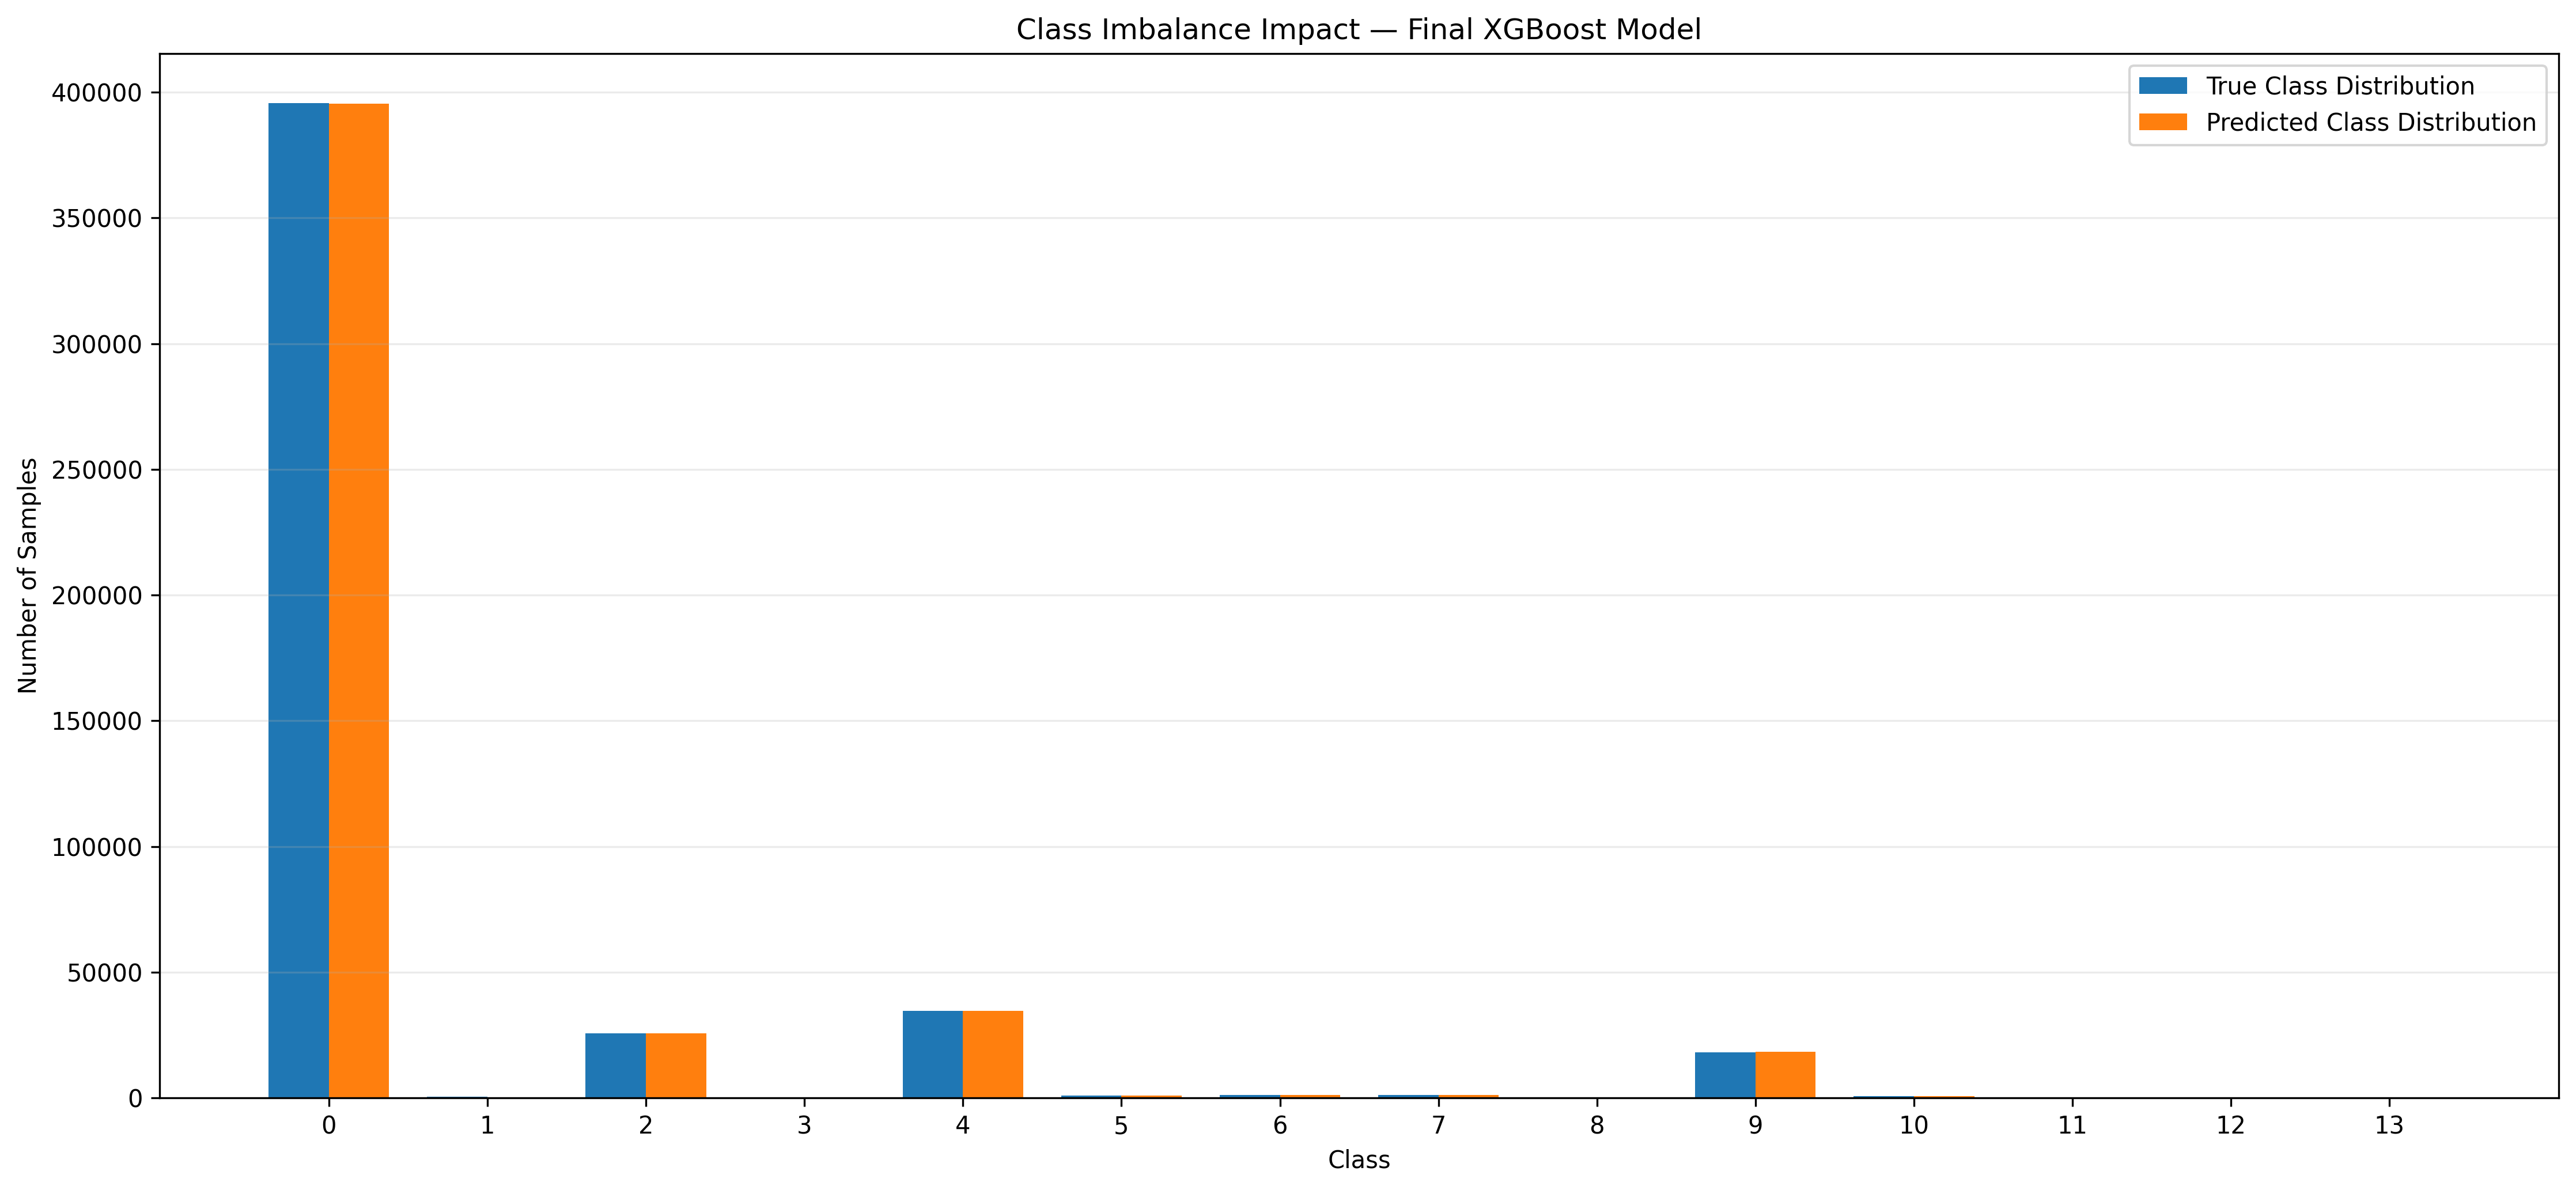 Class Imbalance Impact — Final XGBoost Model
True Class Distribution
Predicted Class Distribution
Number of Samples
400000
350000
300000
250000
200000
150000
100000
50000
0
0 1 2 3 4 5 6 7 8 9 10 11 12 13
Class